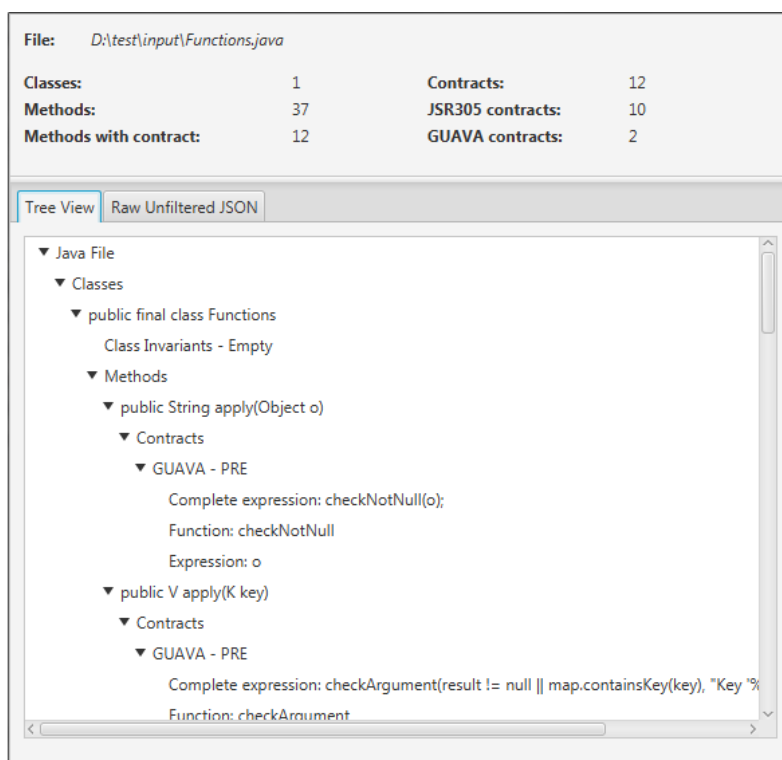 File: D:\test\input\Functions.java
Classes: 1 Contracts: 12
Methods: 37 JSR305 contracts: 10
Methods with contract: 12 GUAVA contracts: 2
Tree View Raw Unfiltered JSON
Java File
Classes
public final class Functions
Class Invariants - Empty
Methods
public String apply(Object o)
Contracts
GUAVA - PRE
Complete expression: checkNotNull(o);
Function: checkNotNull
Expression: o
public V apply(K key)
Contracts
GUAVA - PRE
Complete expression: checkArgument(result != null || map.containsKey(key), "Key '%
Function: checkArgument